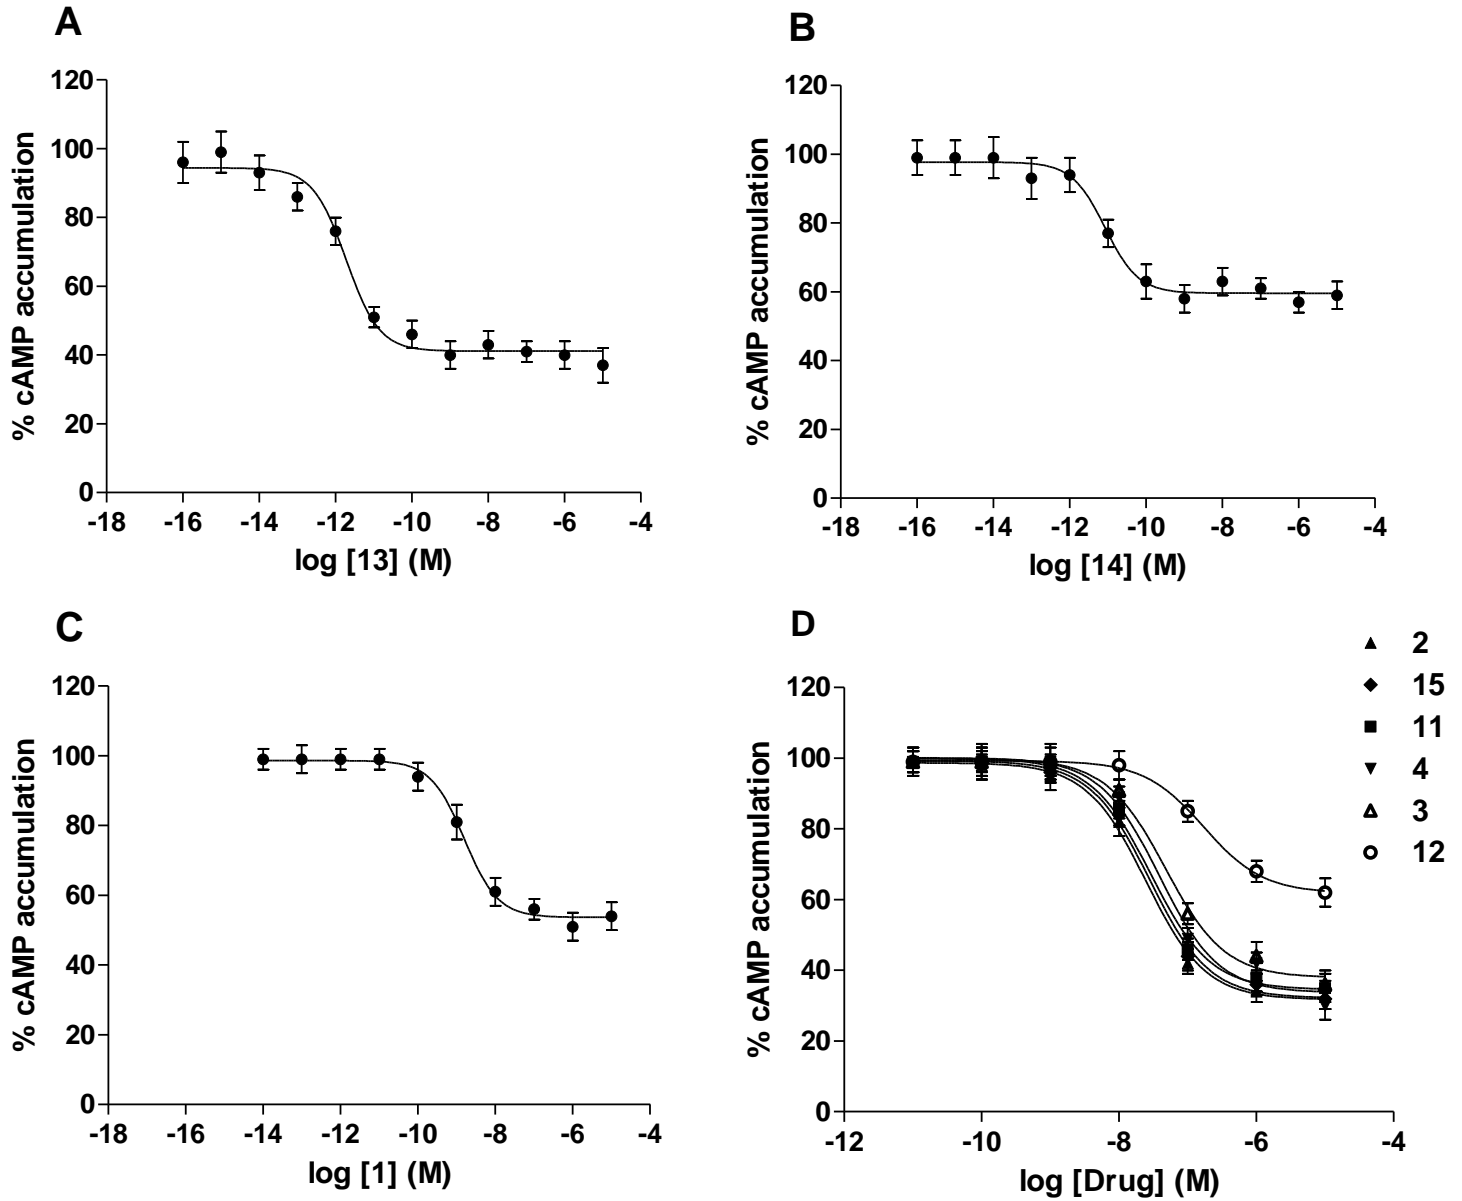 A
120
100
80
60
40
20
0
% cAMP accumulation
-18 -16 -14 -12 -10 -8 -6 -4
log [13] (M)
B
120
100
80
60
40
20
0
% cAMP accumulation
-18 -16 -14 -12 -10 -8 -6 -4
log [14] (M)
C
120
100
80
60
40
20
0
% cAMP accumulation
-18 -16 -14 -12 -10 -8 -6 -4
log [1] (M)
D
120
100
80
60
40
20
0
% cAMP accumulation
-12 -10 -8 -6 -4
log [Drug] (M)
2
15
11
4
3
12